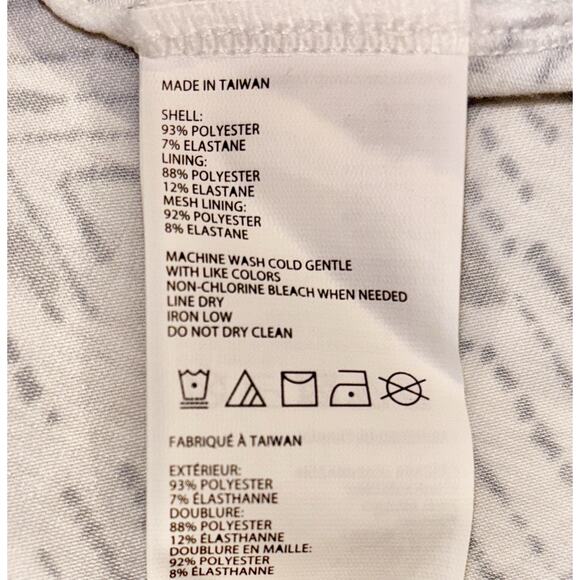 MADE IN TAIWAN
SHELL:
93% POLYESTER
7% ELASTANE
LINING:
88% POLYESTER
12% ELASTANE
MESH LINING:
92% POLYESTER
8% ELASTANE
MACHINE WASH COLD GENTLE
WITH LIKE COLORS
NON-CHLORINE BLEACH WHEN NEEDED
LINE DRY
IRON LOW
DO NOT DRY CLEAN
FABRIQUÉ À TAIWAN
EXTÉRIEUR:
93% POLYESTER
7% ÉLASTHANNE
DOUBLURE:
88% POLYESTER
12% ÉLASTHANNE
DOUBLURE EN MAILLE:
92% POLYESTER
8% ÉLASTHANNE